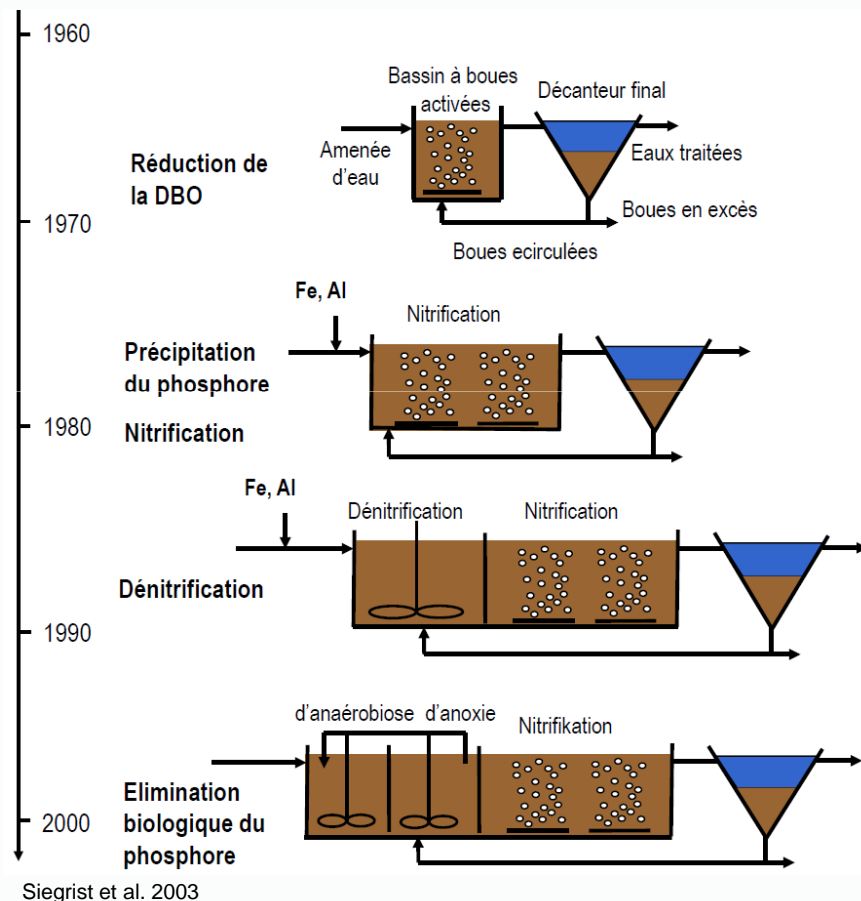 1960
Bassin à boues
activées
Décanteur final
Amenée
d'eau
Eaux traitées
Réduction de
la DBO
Boues en excès
1970
Boues ecirculées
Fe, Al
Nitrification
Précipitation
du phosphore
1980
Nitrification
Fe, Al
Dénitrification
Nitrification
Dénitrification
1990
d'anaérobiose
d'anoxie
Nitrifikation
Elimination
biologique du
phosphore
2000
Siegrist et al. 2003